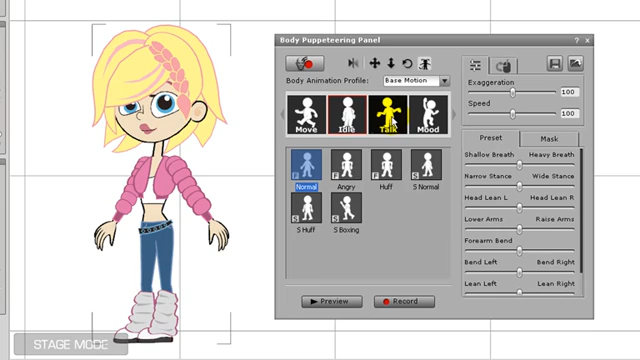 Body Puppeteering Panel
? x
Body Animation Profile: Base Motion
Exaggeration
100
Speed
100
Move Idle Talk Mood
Preset Mask
F F F S
Normal Angry Huff S Normal
S S
S Huff S Boxing
Shallow Breath Heavy Breath
Narrow Stance Wide Stance
Head Lean L Head Lean R
Lower Arms Raise Arms
Forearm Bend
Bend Left Bend Right
Lean Left Lean Right
Preview Record
STAGE MODE